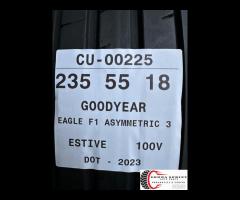 CU-00225
235 55 18
GOODYEAR
EAGLE F1 ASYMMETRIC 3
ESTIVE 100V
DOT - 2023